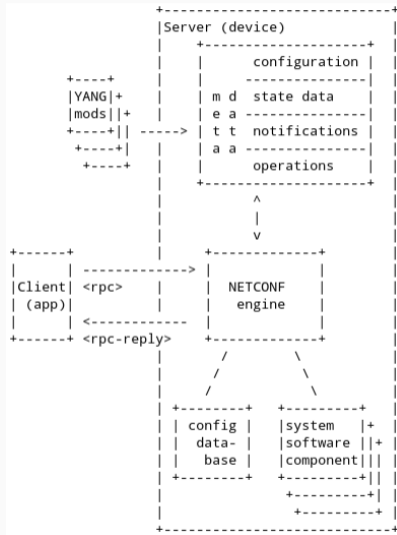 Server (device)
configuration
YANG
m d state data
mods
e a
t t notifications
a a
operations
Client <rpc> NETCONF
(app) engine
<rpc-reply>
config system
data- software
base component